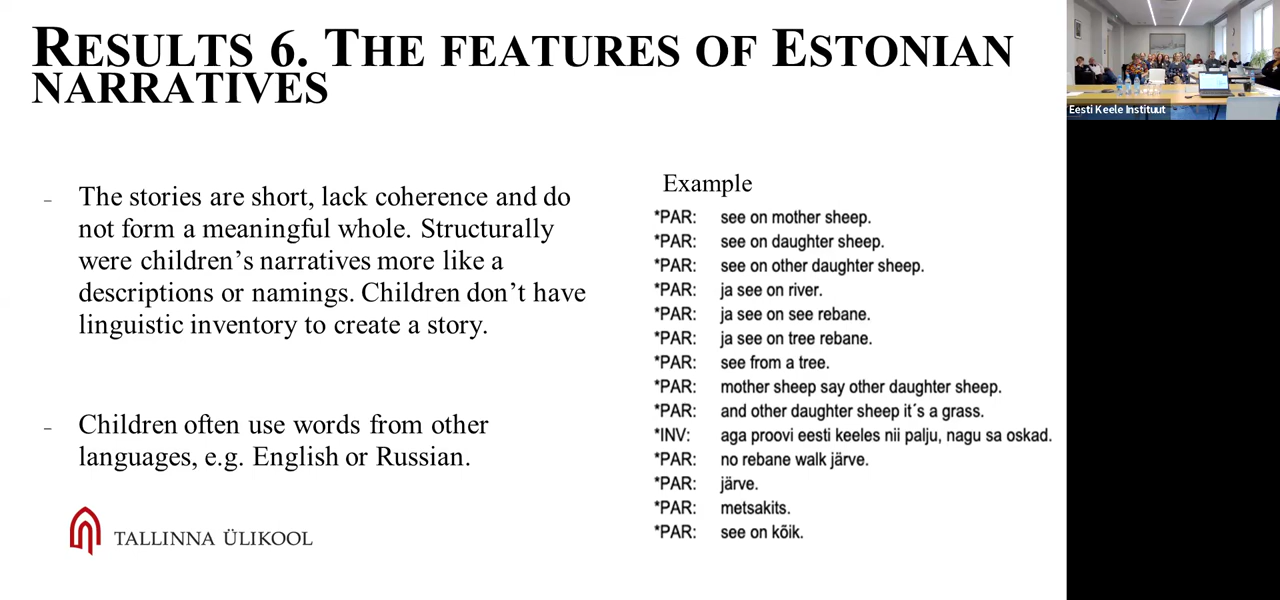 RESULTS 6. THE FEATURES OF ESTONIAN
NARRATIVES
Eesti Keele Instituut
- The stories are short, lack coherence and do
not form a meaningful whole. Structurally
were children’s narratives more like a
descriptions or namings. Children don’t have
linguistic inventory to create a story.
- Children often use words from other
languages, e.g. English or Russian.
TALLINNA ÜLIKOOL
Example
*PAR: see on mother sheep.
*PAR: see on daughter sheep.
*PAR: see on other daughter sheep.
*PAR: ja see on river.
*PAR: ja see on see rebane.
*PAR: ja see on tree rebane.
*PAR: see from a tree.
*PAR: mother sheep say other daughter sheep.
*PAR: and other daughter sheep it´s a grass.
*INV: aga proovi eesti keeles nii palju, nagu sa oskad.
*PAR: no rebane walk järve.
*PAR: järve.
*PAR: metsakits.
*PAR: see on kõik.